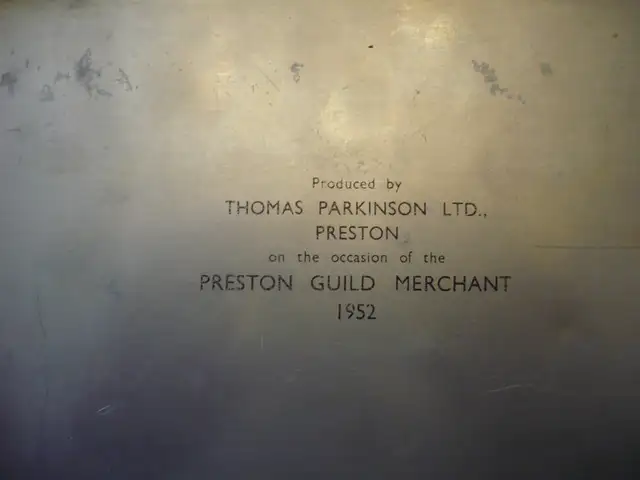 Produced by
THOMAS PARKINSON LTD.,
PRESTON
on the occasion of the
PRESTON GUILD MERCHANT
1952